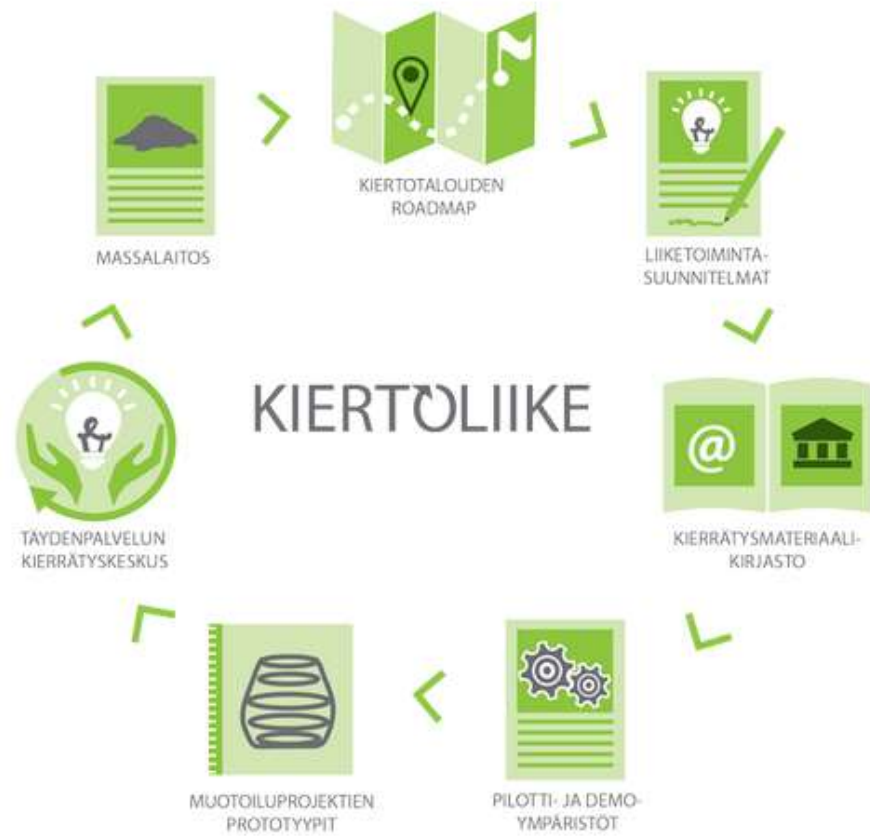 KIERTOTALOUDEN
ROADMAP
LIIKETOIMINTA-
SUUNNITELMAT
KIERRÄTYSMATERIAALI-
KIRJASTO
@
PILOTTI- JA DEMO-
YMPÄRISTÖT
MUOTOILUPROJEKTIEN
PROTOTYYPIT
TÄYDENPALVELUN
KIERRÄTYSKESKUS
MASSALAITOS
KIERTOLIIKE